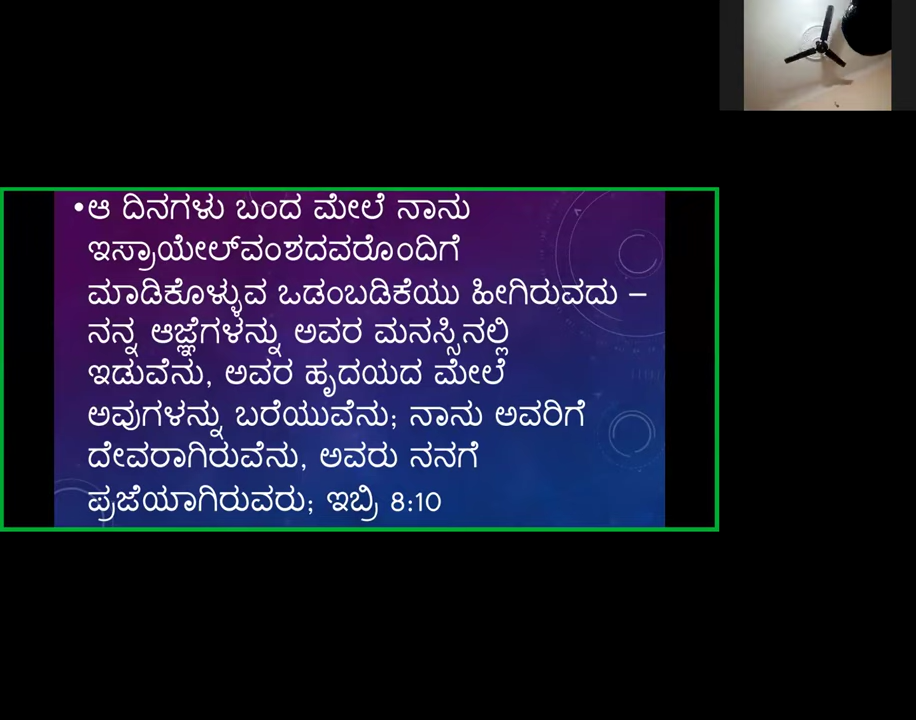 •ಆ ದಿನಗಳು ಬಂದ ಮೇಲೆ ನಾನು
ಇಸ್ರಾಯೇಲ್‌ವಂಶದವರೊಂದಿಗೆ
ಮಾಡಿಕೊಳ್ಳುವ ಒಡಂಬಡಿಕೆಯು ಹೀಗಿರುವದು –
ನನ್ನ ಆಜ್ಞೆಗಳನ್ನು ಅವರ ಮನಸ್ಸಿನಲ್ಲಿ
ಇಡುವೆನು, ಅವರ ಹೃದಯದ ಮೇಲೆ
ಅವುಗಳನ್ನು ಬರೆಯುವೆನು; ನಾನು ಅವರಿಗೆ
ದೇವರಾಗಿರುವೆನು, ಅವರು ನನಗೆ
ಪ್ರಜೆಯಾಗಿರುವರು; ಇಬ್ರಿ 8:10